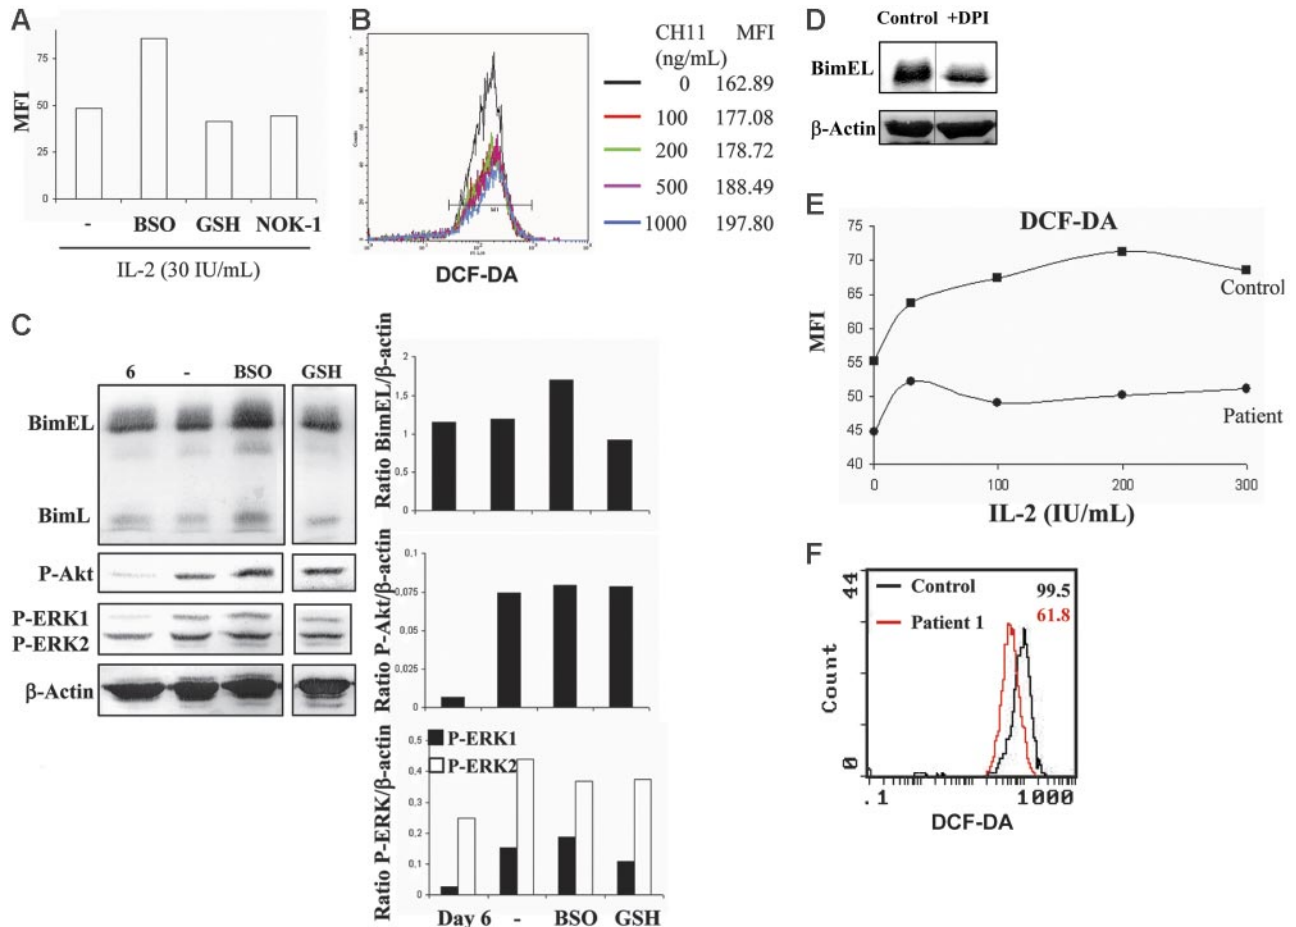 A
MFI
75
50
25
0
- BSO GSH NOK-1
IL-2 (30 IU/mL)
B
CH11 MFI
(ng/mL)
0 162.89
100 177.08
200 178.72
500 188.49
1000 197.80
Counts
M1
DCF-DA
C
6 - BSO GSH
BimEL
BimL
P-Akt
P-ERK1
P-ERK2
β-Actin
Ratio BimEL/β-actin
2
1,5
1
0,5
0
Ratio P-Akt/β-actin
0,1
0,075
0,05
0,025
0
Ratio P-ERK/β-actin
P-ERK1
P-ERK2
0,5
0,4
0,3
0,2
0,1
0
Day 6 - BSO GSH
D
Control +DPI
BimEL
β-Actin
E
DCF-DA
MFI
75
70
65
60
55
50
45
40
Control
Patient
0 100 200 300
IL-2 (IU/mL)
F
44
Count
0
Control 99.5
Patient 1 61.8
.1 1000
DCF-DA